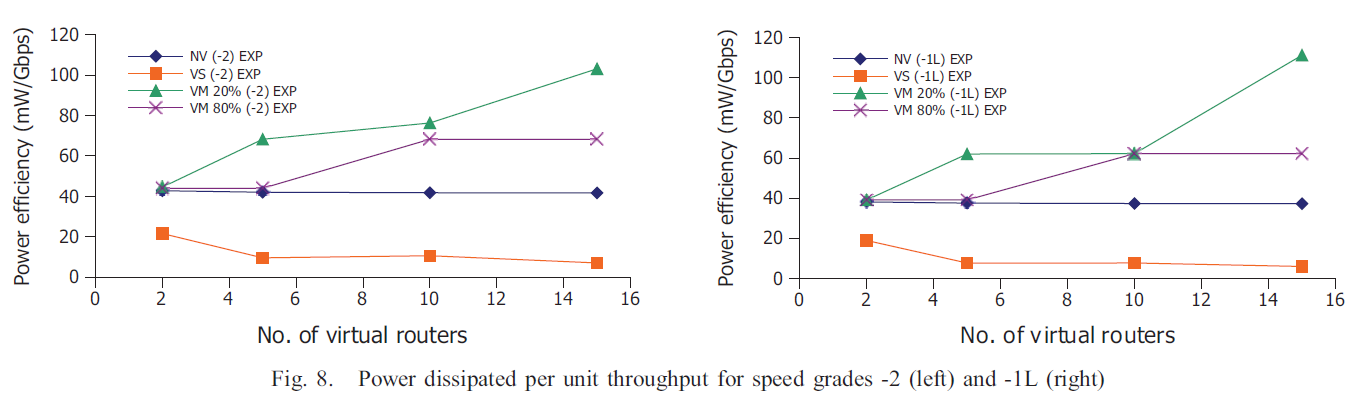 Power efficiency (mW/Gbps)
120
100
80
60
40
20
0
NV (-2) EXP
VS (-2) EXP
VM 20% (-2) EXP
VM 80% (-2) EXP
0 2 4 6 8 10 12 14 16
No. of virtual routers
Power efficiency (mW/Gbps)
120
100
80
60
40
20
0
NV (-1L) EXP
VS (-1L) EXP
VM 20% (-1L) EXP
VM 80% (-1L) EXP
0 2 4 6 8 10 12 14 16
No. of virtual routers
Fig. 8. Power dissipated per unit throughput for speed grades -2 (left) and -1L (right)